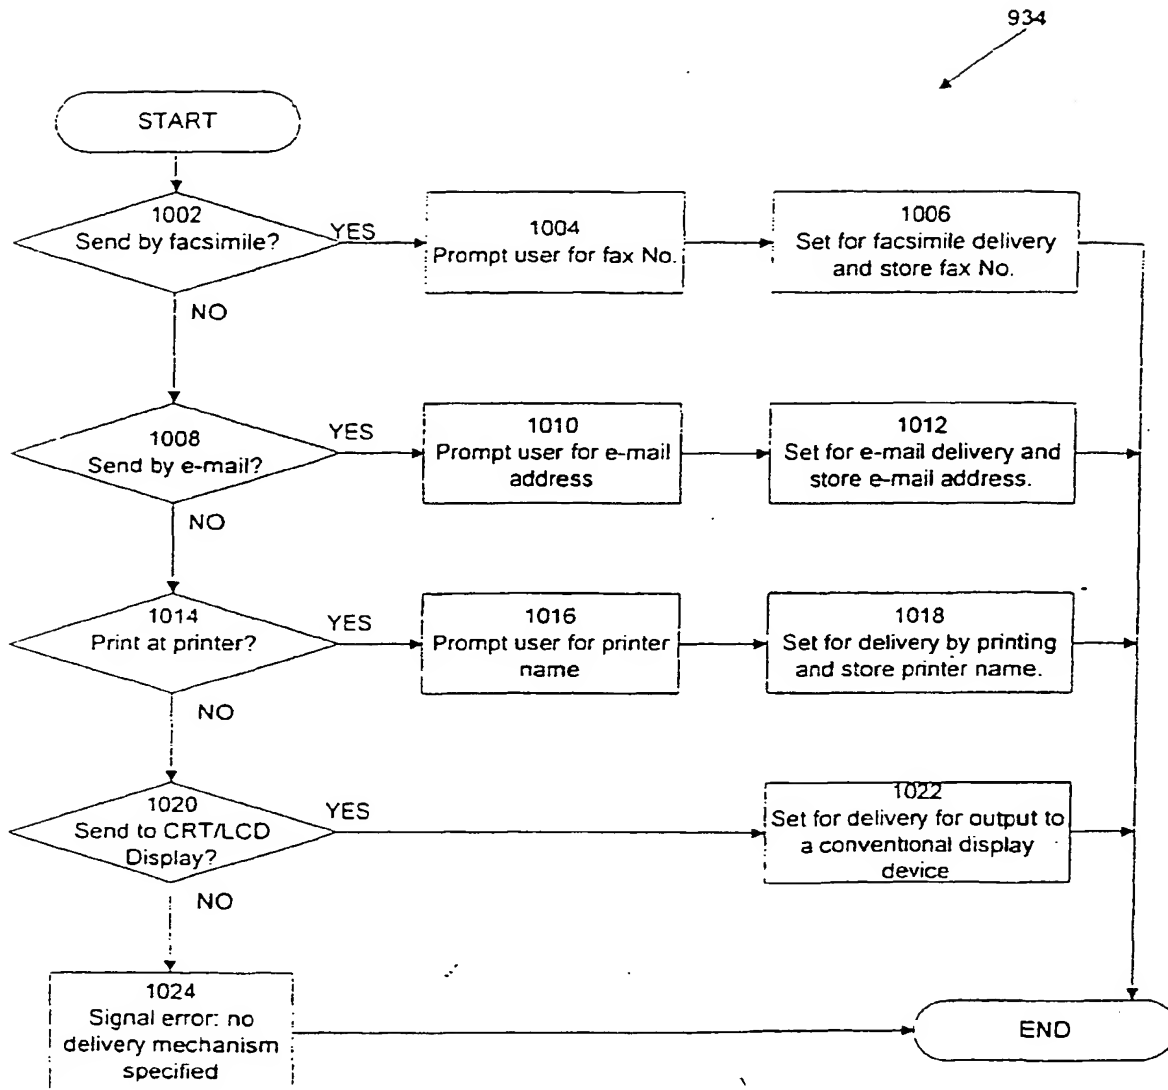 934
START
1002
Send by facsimile?
YES
1004
Prompt user for fax No.
1006
Set for facsimile delivery
and store fax No.
NO
1008
Send by e-mail?
YES
1010
Prompt user for e-mail
address
1012
Set for e-mail delivery and
store e-mail address.
NO
1014
Print at printer?
YES
1016
Prompt user for printer
name
1018
Set for delivery by printing
and store printer name.
NO
1020
Send to CRT/LCD
Display?
YES
1022
Set for delivery for output to
a conventional display
device
NO
1024
Signal error: no
delivery mechanism
specified
END